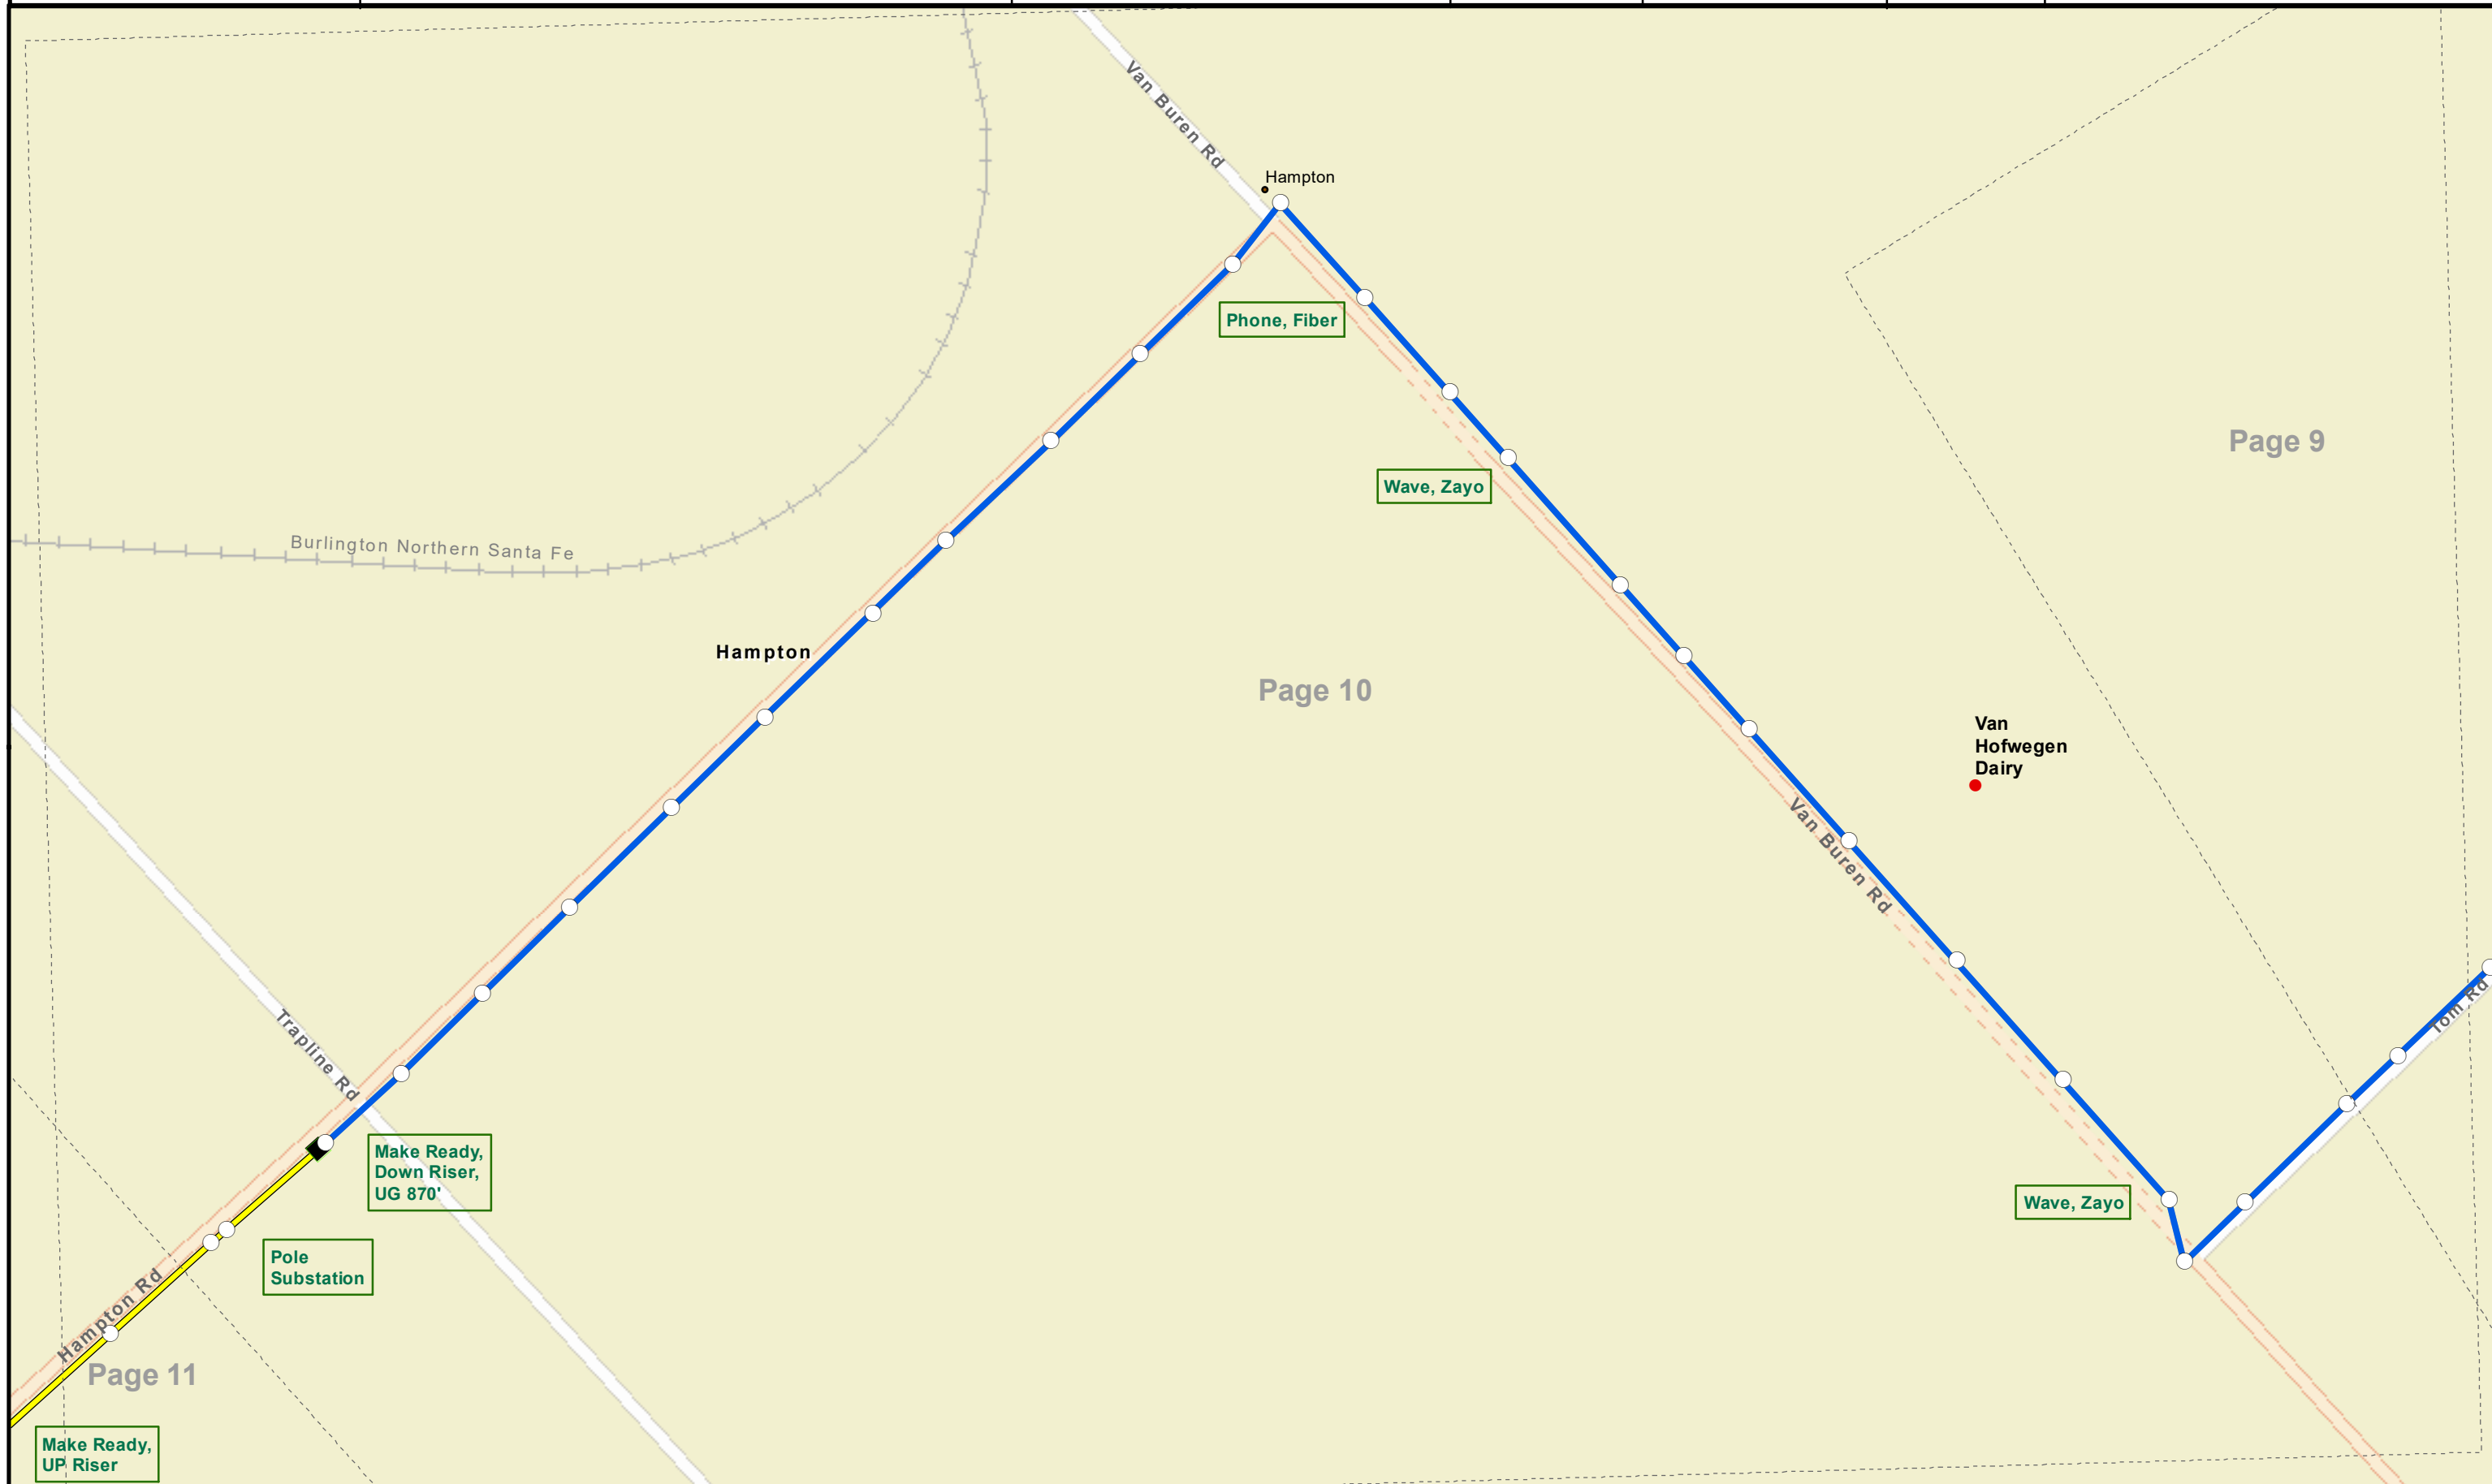 Van Buren Rd
Hampton
Phone, Fiber
Page 9
Wave, Zayo
Burlington Northern Santa Fe
Hampton
Page 10
Van
Hofwegen
Dairy
Van Buren Rd
Tom Rd
Trapline Rd
Make Ready,
Down Riser,
UG 870'
Wave, Zayo
Pole
Substation
Hampton Rd
Page 11
Make Ready,
UP Riser